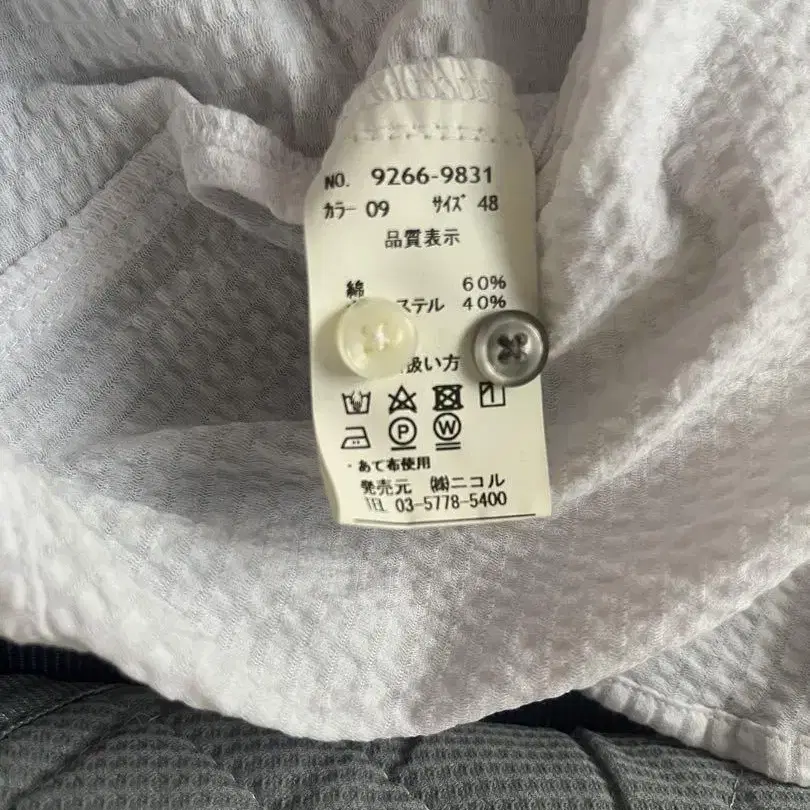 NO. 9266-9831
カラー 09 サイズ 48
品質表示
綿 60%
ステル 40%
扱い方
P W
・あて布使用
発売元 ㈱ニコル
TEL 03-5778-5400